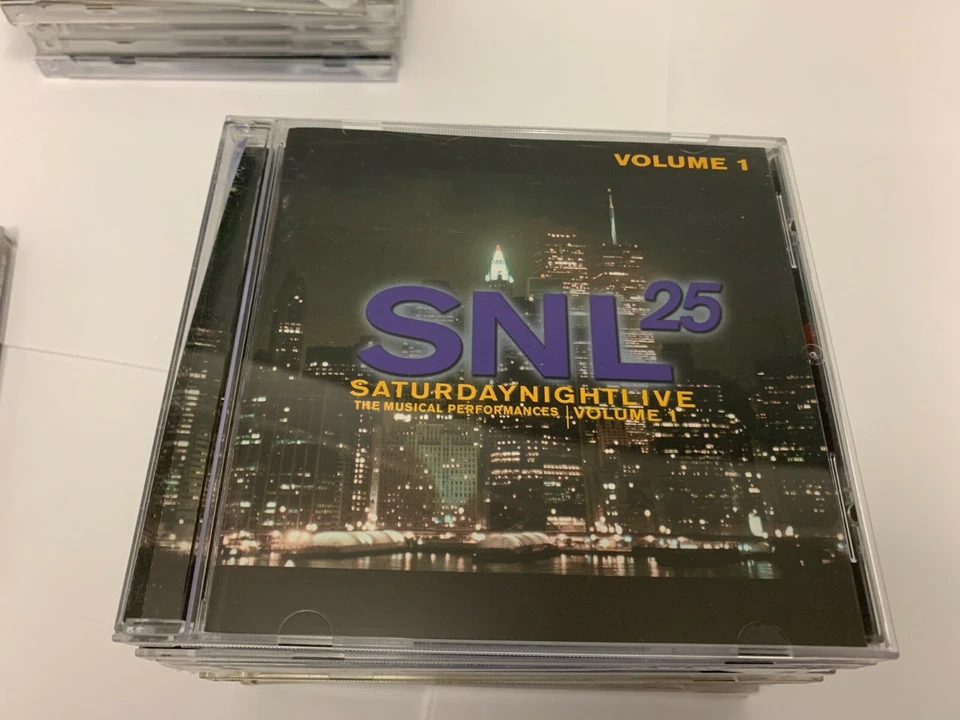 VOLUME 1
SNL25
SATURDAYNIGHTLIVE
THE MUSICAL PERFORMANCES | VOLUME 1